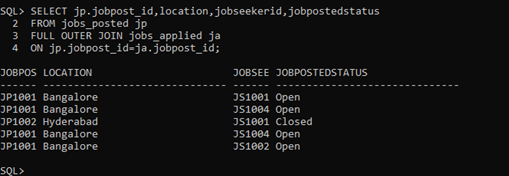 SQL> SELECT jp.jobpost_id,location,jobseekerid,jobpostedstatus
2 FROM jobs_posted jp
3 FULL OUTER JOIN jobs_applied ja
4 ON jp.jobpost_id=ja.jobpost_id;
JOBPOS LOCATION JOBSEE JOBPOSTEDSTATUS
------ ------------------------------ ------ ------------------------------
JP1001 Bangalore JS1001 Open
JP1001 Bangalore JS1004 Open
JP1002 Hyderabad JS1001 Closed
JP1001 Bangalore JS1004 Open
JP1001 Bangalore JS1002 Open
SQL>